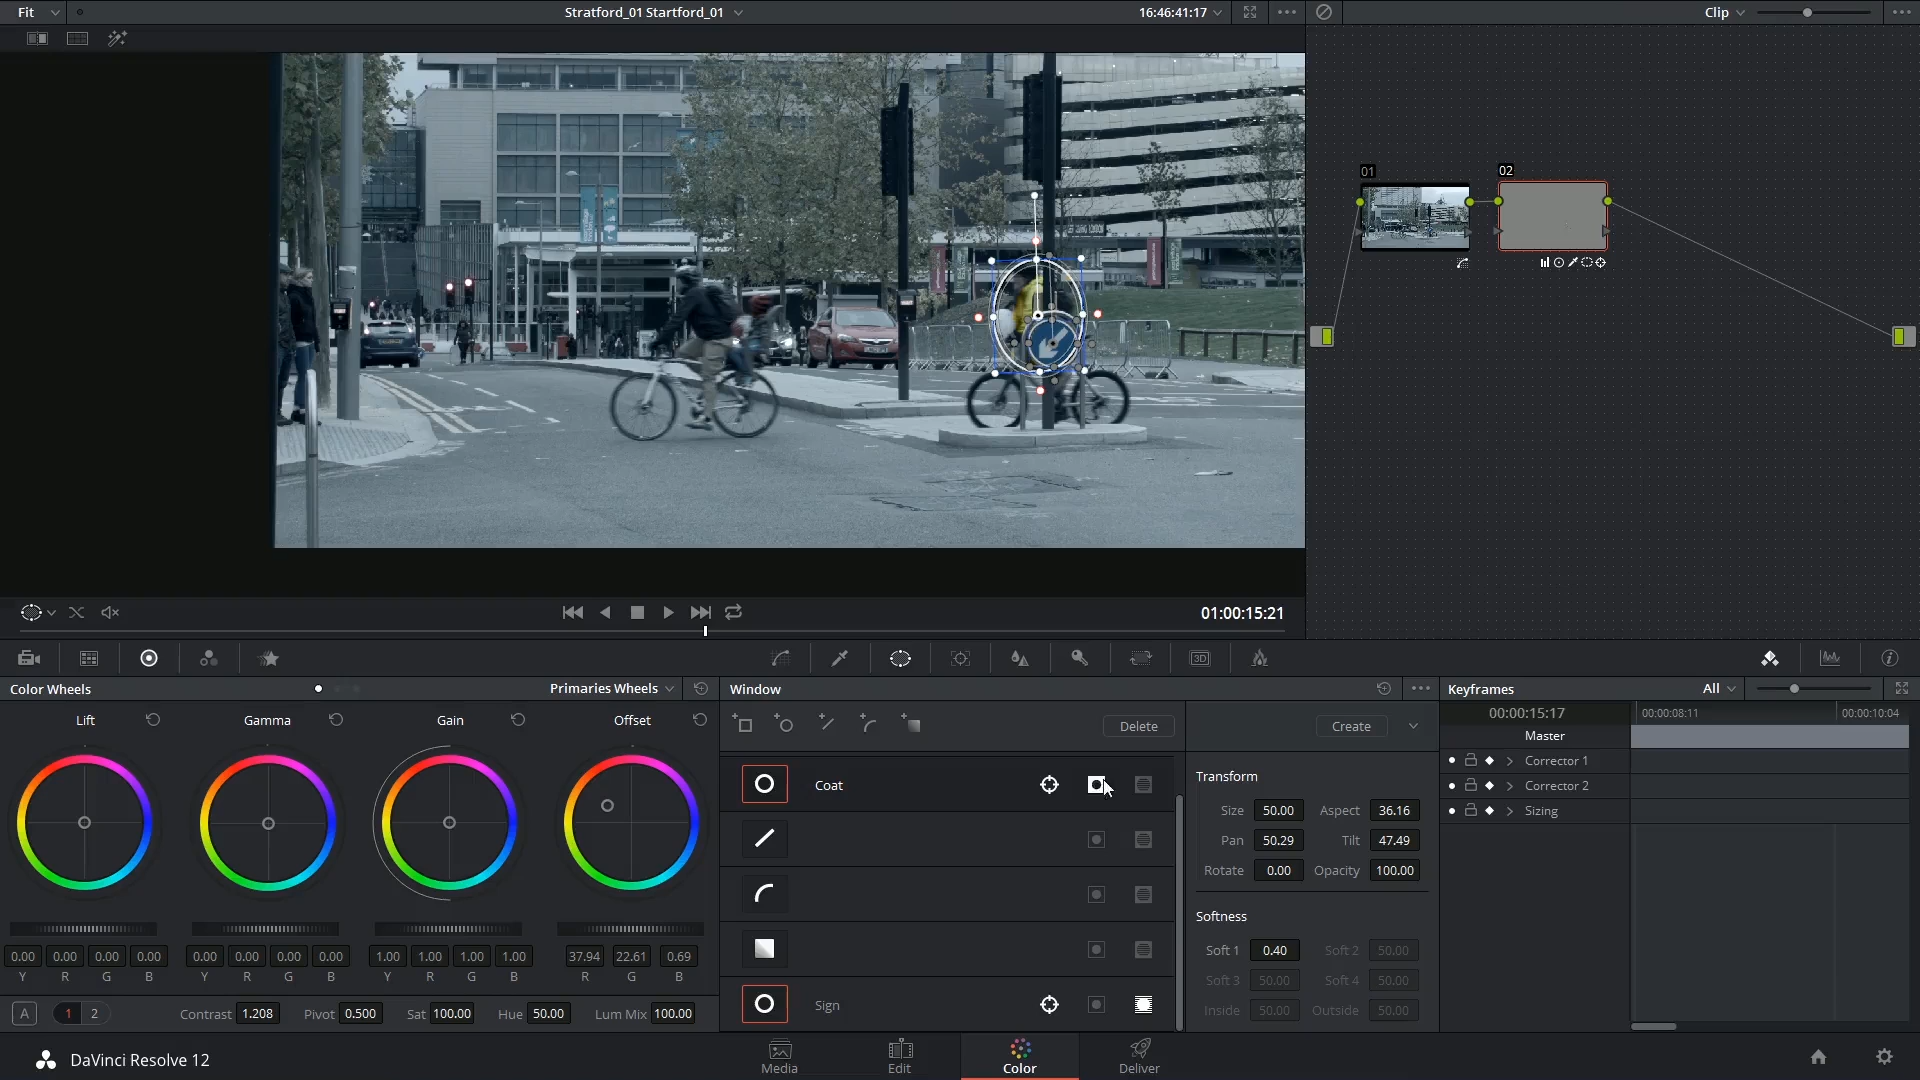 Fit
Stratford_01 Startford_01
16:46:41:17
Clip
01
02
01:00:15:21
3D
Color Wheels
Primaries Wheels
Window
Keyframes
All
Lift
Gamma
Gain
Offset
Delete
Create
00:00:15:17
00:00:08:11
00:00:10:04
Master
Corrector 1
Corrector 2
Sizing
Coat
Sign
Transform
Size 50.00 Aspect 36.16
Pan 50.29 Tilt 47.49
Rotate 0.00 Opacity 100.00
Softness
Soft 1 0.40 Soft 2 50.00
Soft 3 50.00 Soft 4 50.00
Inside 50.00 Outside 50.00
0.00 0.00 0.00 0.00 0.00 0.00 0.00 0.00 1.00 1.00 1.00 1.00 37.94 22.61 0.69
Y R G B Y R G B Y R G B R G B
A 1 2 Contrast 1.208 Pivot 0.500 Sat 100.00 Hue 50.00 Lum Mix 100.00
DaVinci Resolve 12
Media
Edit
Color
Deliver